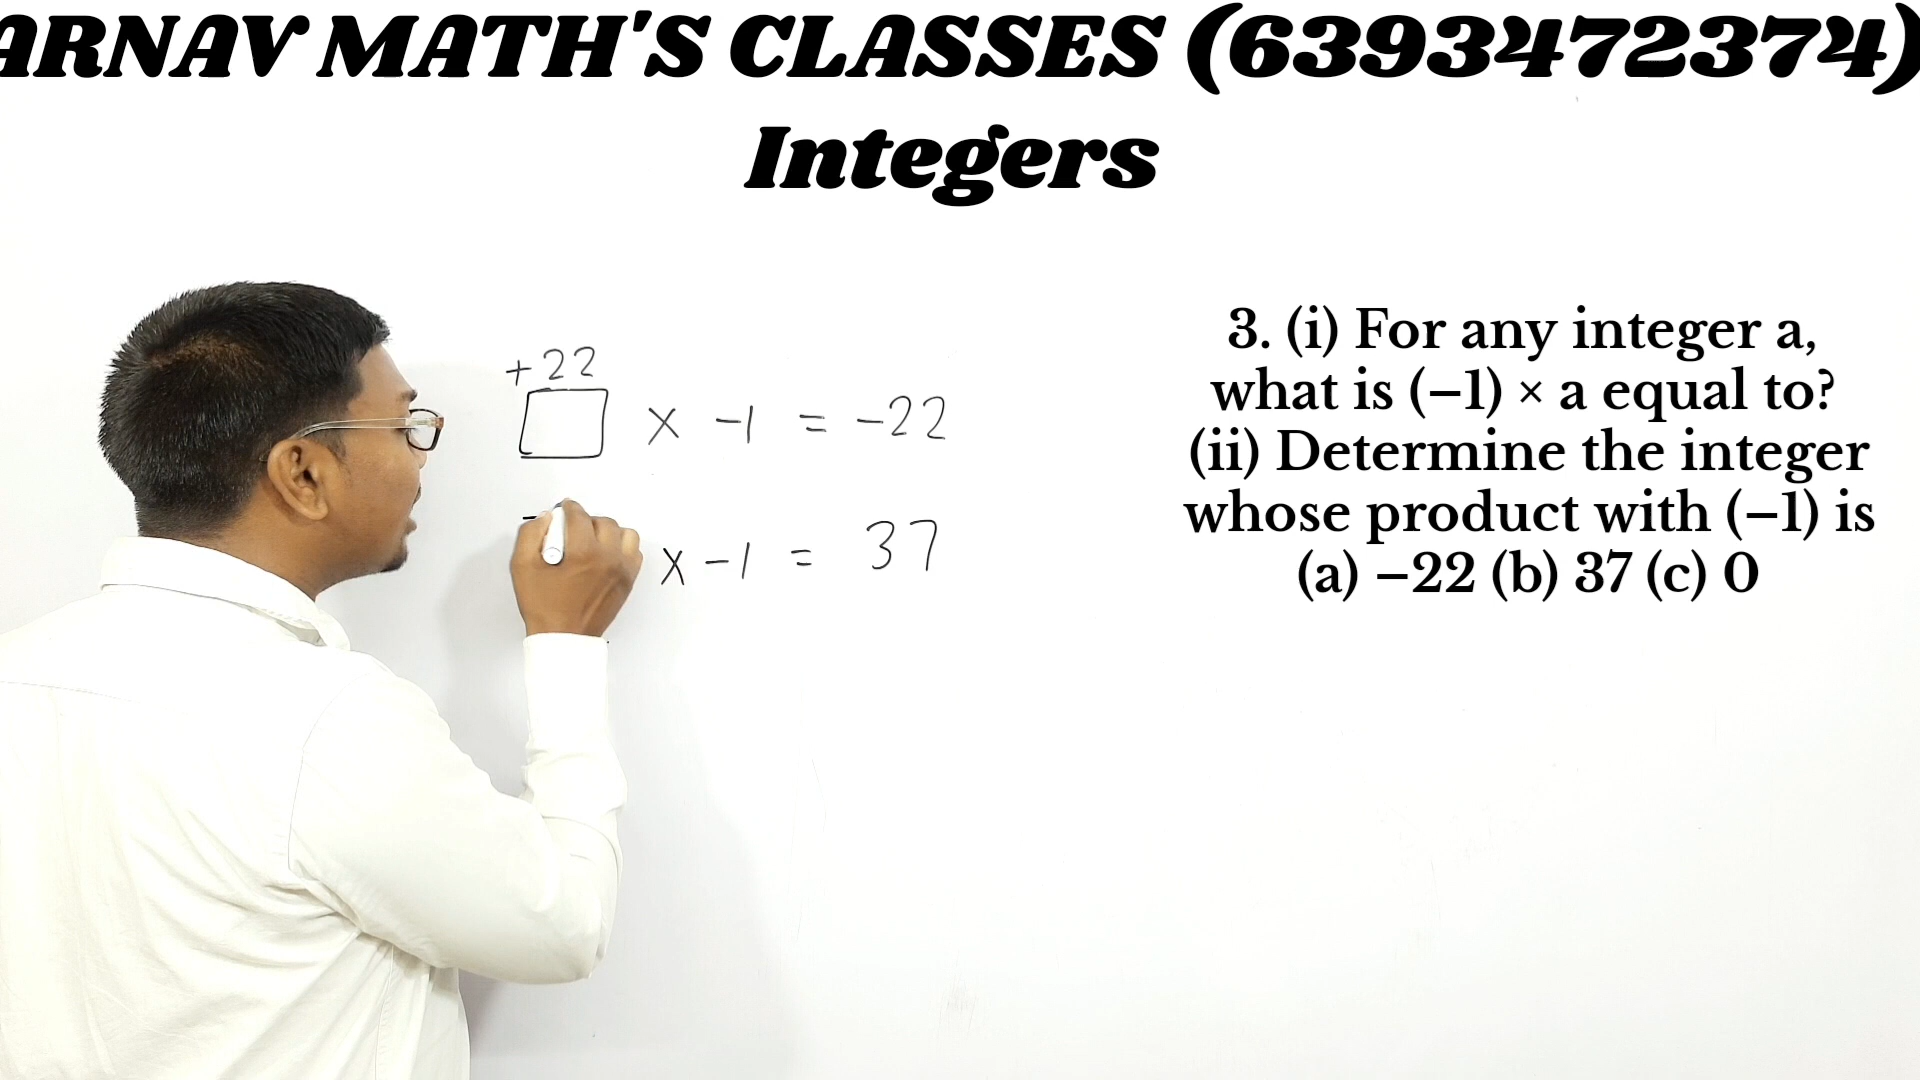 ARNAV MATH'S CLASSES (6393472374)
Integers
+22
x -1 = -22
x -1 = 37
3. (i) For any integer a,
what is (–1) × a equal to?
(ii) Determine the integer
whose product with (–1) is
(a) –22 (b) 37 (c) 0